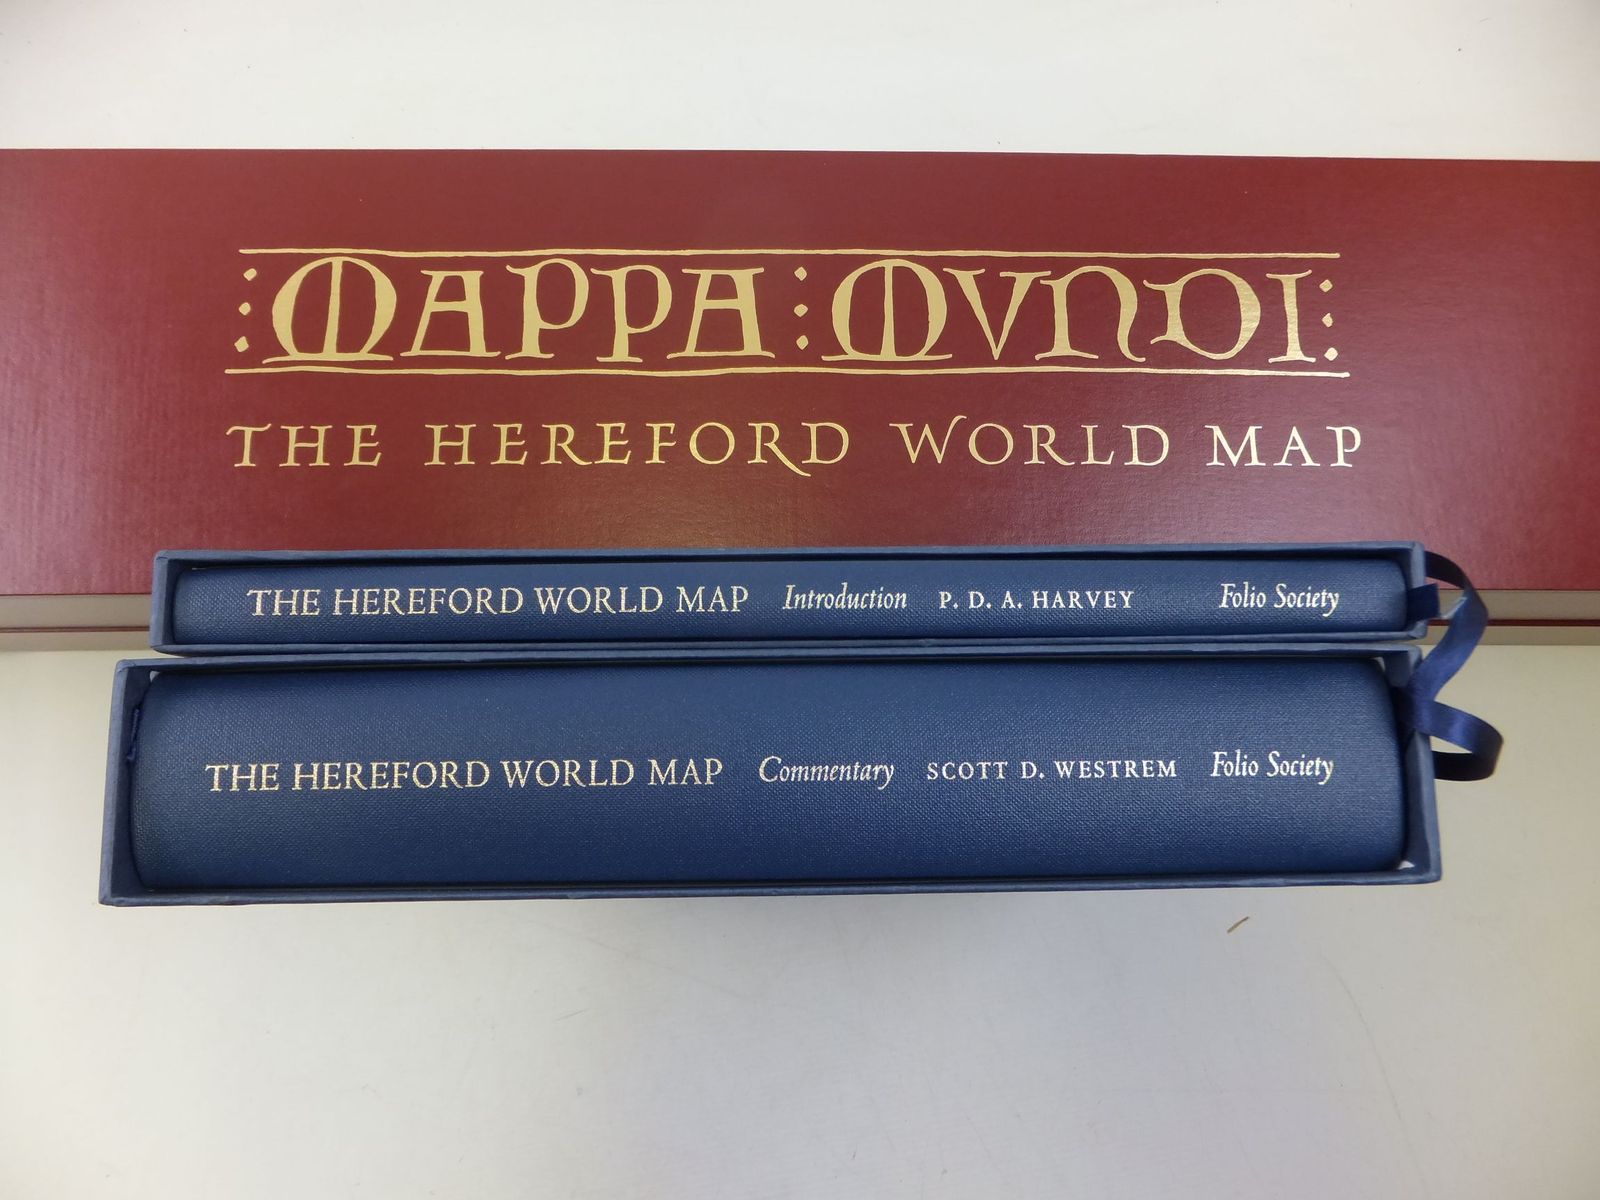 :MAPPA:MVNDI:
THE HEREFORD WORLD MAP
THE HEREFORD WORLD MAP Introduction P. D. A. HARVEY Folio Society
THE HEREFORD WORLD MAP Commentary SCOTT D. WESTREM Folio Society